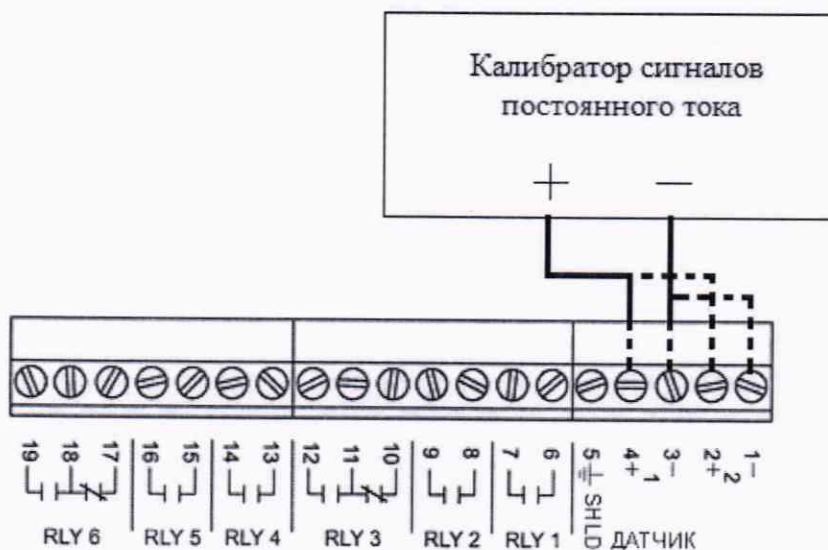 Калибратор сигналов
постоянного тока
+ —
19 18 17 16 15 14 13 12 11 10 9 8 7 6 5 4+ 3– 2+ 1–
1 2
SHLD ДАТЧИК
RLY 6 RLY 5 RLY 4 RLY 3 RLY 2 RLY 1